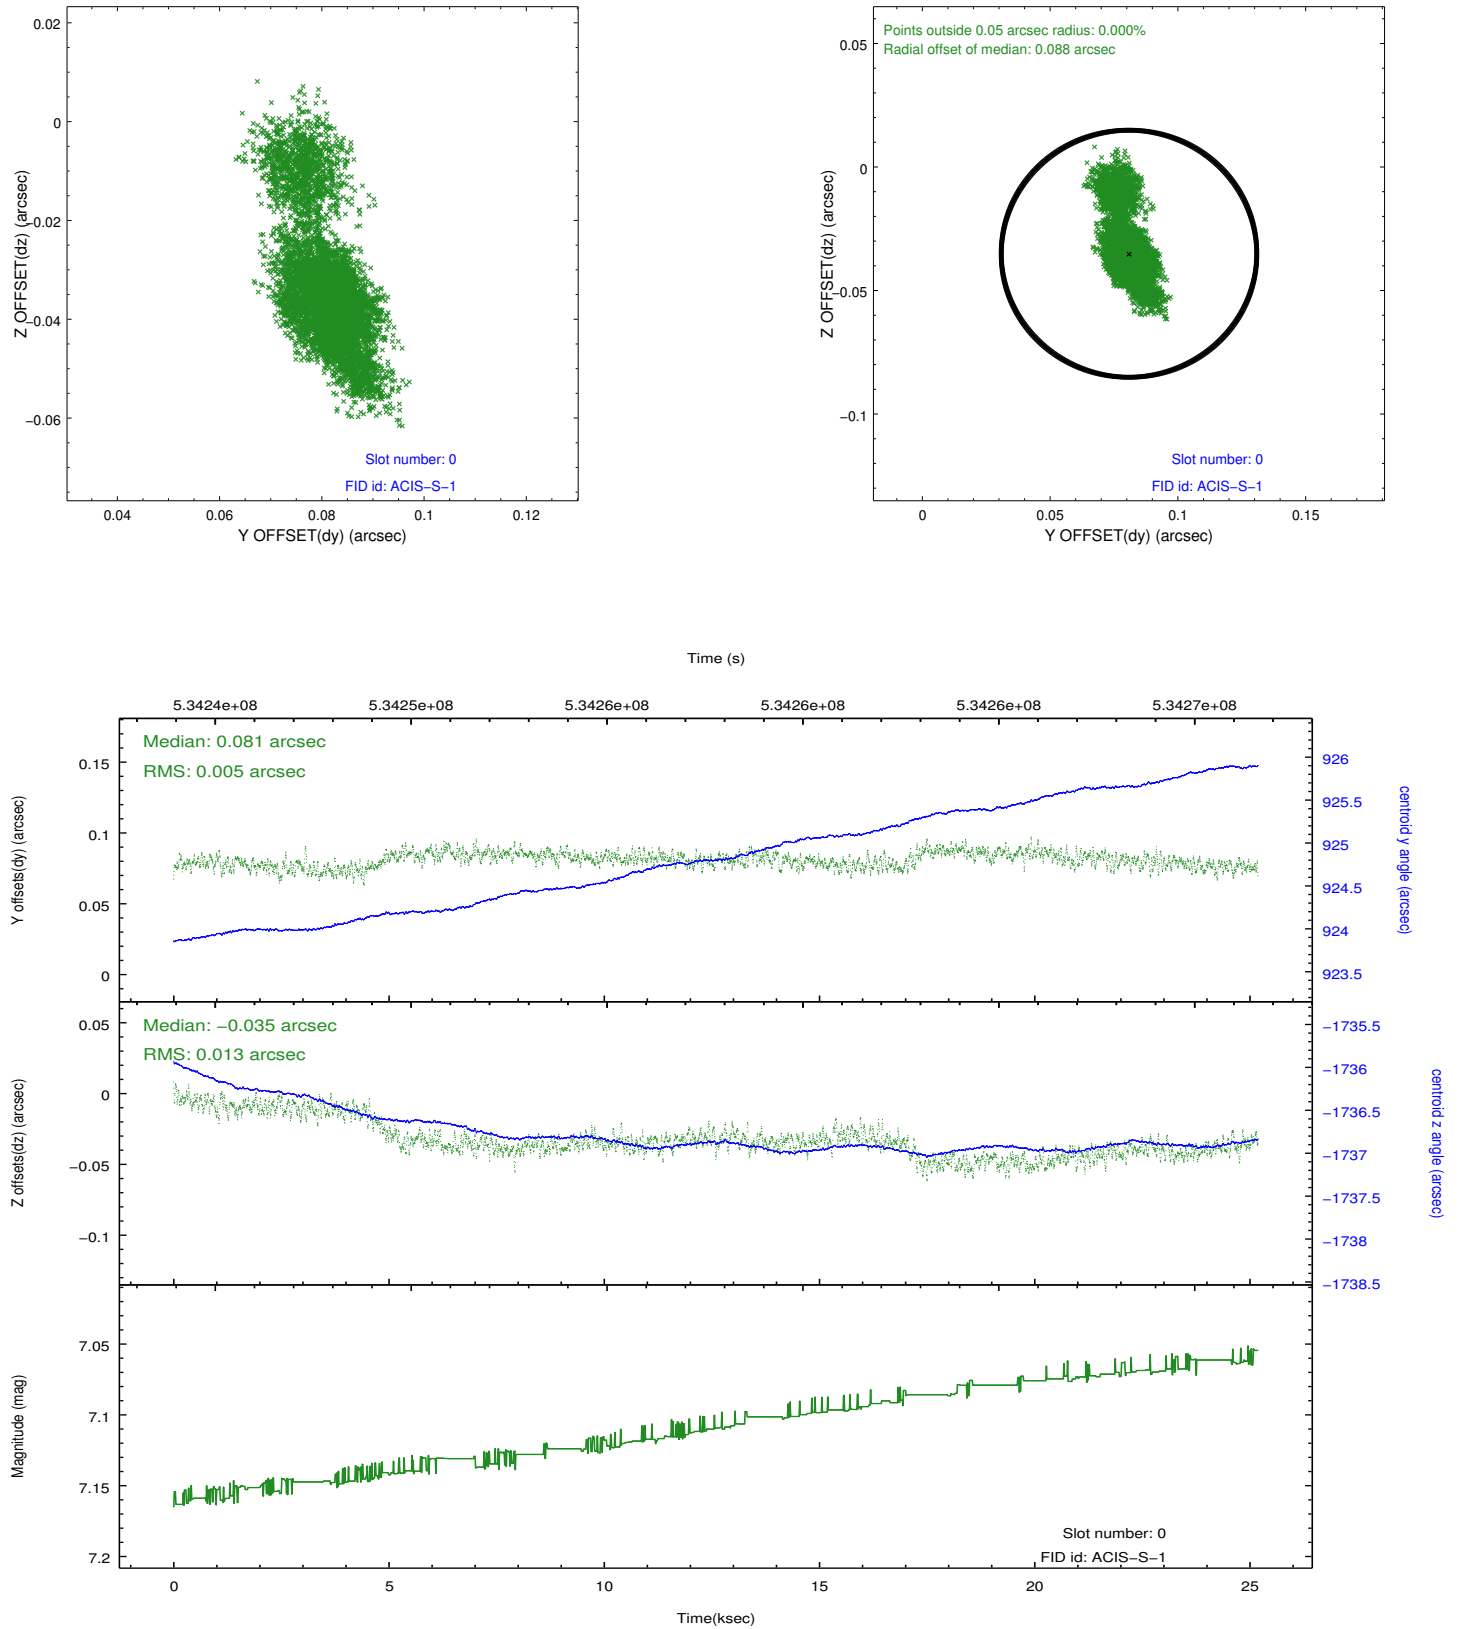 0.02
0
−0.02
−0.04
−0.06
Z OFFSET(dz) (arcsec)
Slot number: 0
FID id: ACIS−S−1
0.04 0.06 0.08 0.1 0.12
Y OFFSET(dy) (arcsec)
Points outside 0.05 arcsec radius: 0.000%
Radial offset of median: 0.088 arcsec
0.05
0
−0.05
−0.1
Z OFFSET(dz) (arcsec)
Slot number: 0
FID id: ACIS−S−1
0 0.05 0.1 0.15
Y OFFSET(dy) (arcsec)
Time (s)
5.3424e+08 5.3425e+08 5.3426e+08 5.3426e+08 5.3426e+08 5.3427e+08
Median: 0.081 arcsec
RMS: 0.005 arcsec
0.15
0.1
0.05
0
Y offsets(dy) (arcsec)
926
925.5
925
924.5
924
923.5
centroid y angle (arcsec)
Median: −0.035 arcsec
RMS: 0.013 arcsec
0.05
0
−0.05
−0.1
Z offsets(dz) (arcsec)
−1735.5
−1736
−1736.5
−1737
−1737.5
−1738
−1738.5
centroid z angle (arcsec)
7.05
7.1
7.15
7.2
Magnitude (mag)
Slot number: 0
FID id: ACIS−S−1
0 5 10 15 20 25
Time(ksec)